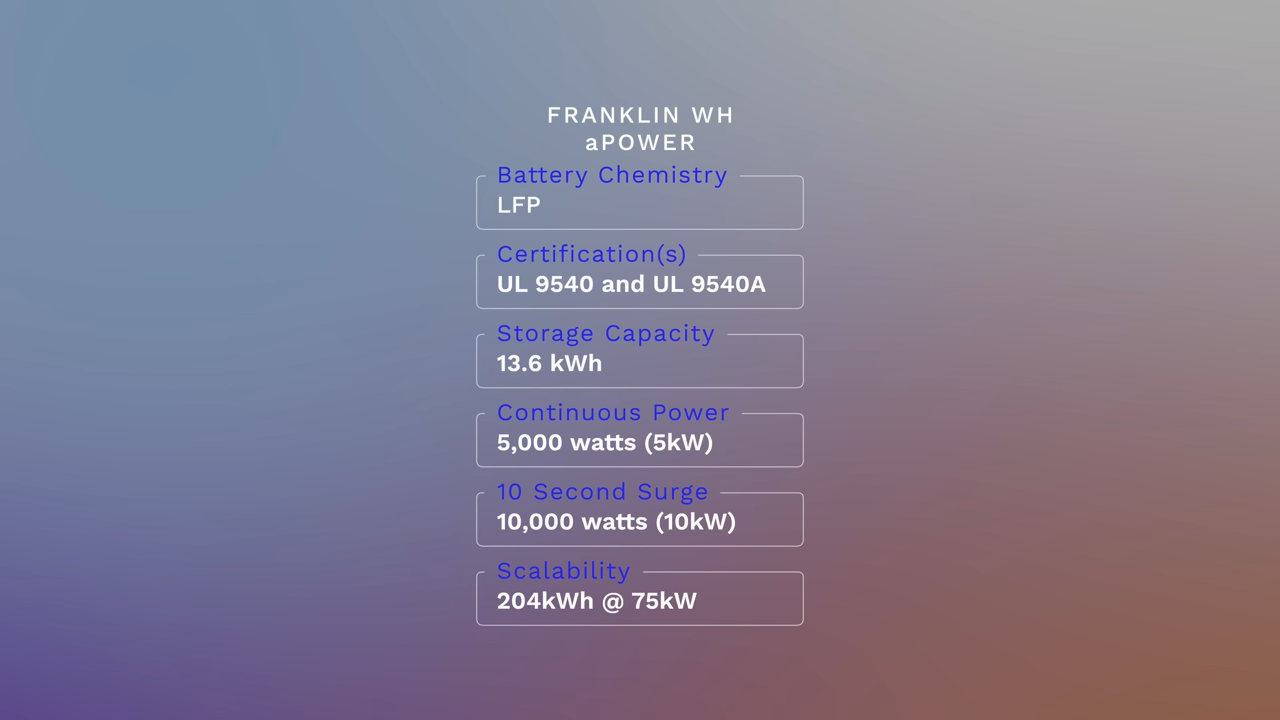 FRANKLIN WH
aPOWER
Battery Chemistry
LFP
Certification(s)
UL 9540 and UL 9540A
Storage Capacity
13.6 kWh
Continuous Power
5,000 watts (5kW)
10 Second Surge
10,000 watts (10kW)
Scalability
204kWh @ 75kW